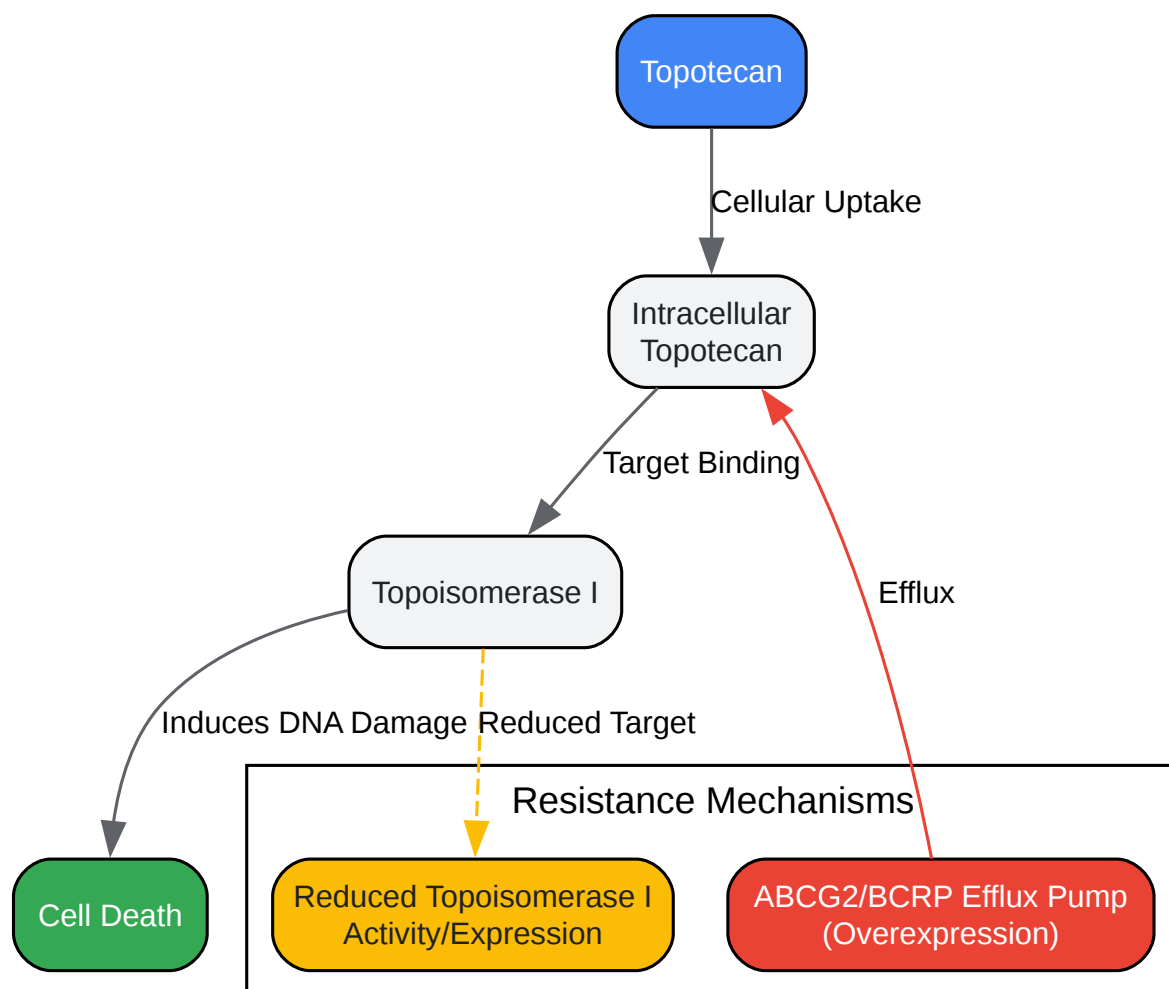 Topotecan
Cellular Uptake
Intracellular
Topotecan
Target Binding
Topoisomerase I
Efflux
Induces DNA Damage
Reduced Target
Resistance Mechanisms
Cell Death
Reduced Topoisomerase I
Activity/Expression
ABCG2/BCRP Efflux Pump
(Overexpression)